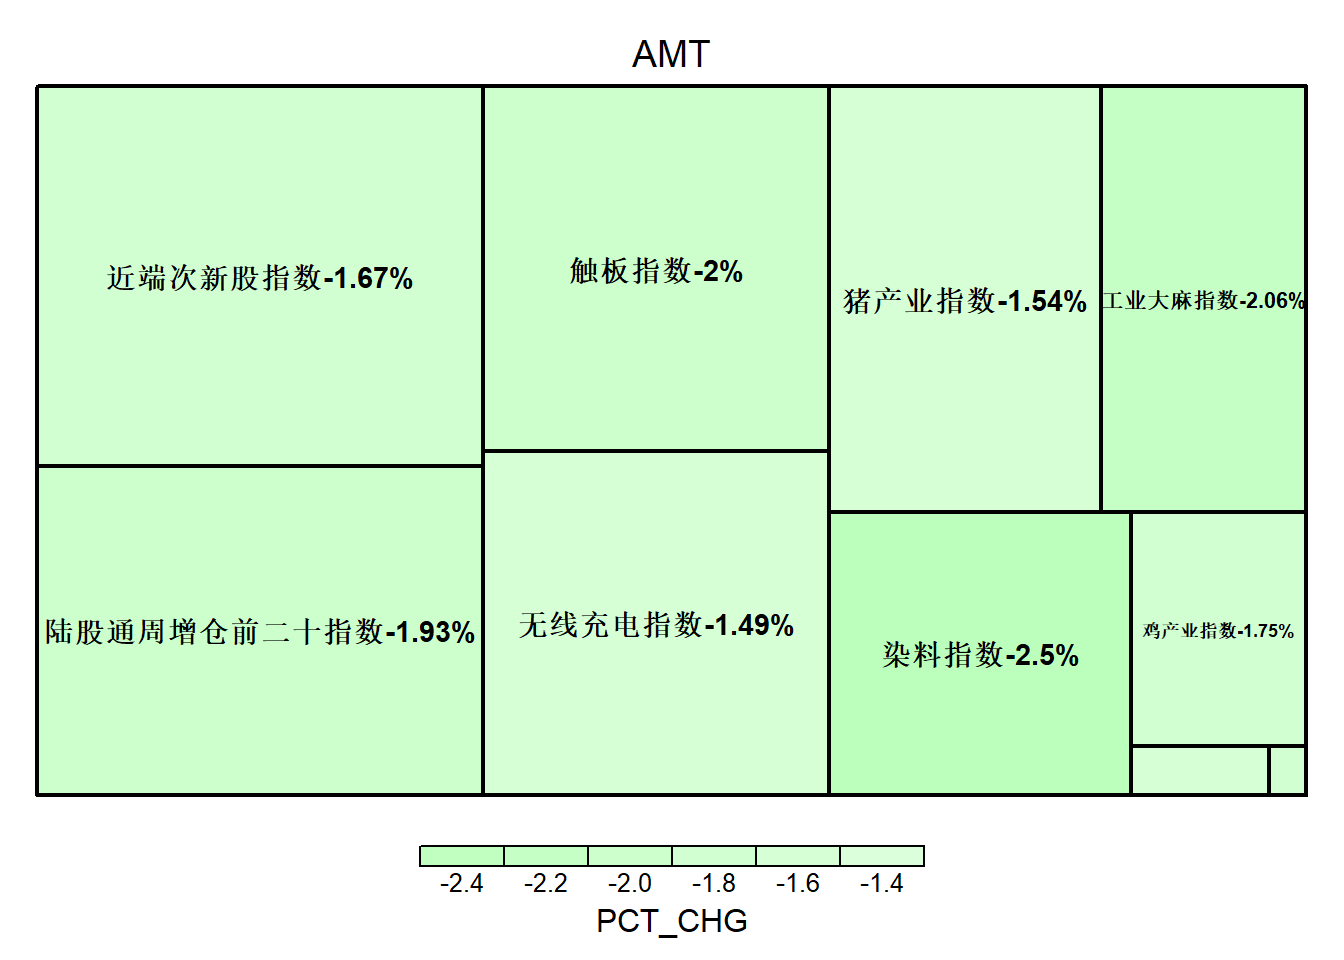 AMT
近端次新股指数-1.67%
触板指数-2%
猪产业指数-1.54%
工业大麻指数-2.06%
陆股通周增仓前二十指数-1.93%
无线充电指数-1.49%
染料指数-2.5%
鸡产业指数-1.75%
-2.4 -2.2 -2.0 -1.8 -1.6 -1.4
PCT_CHG